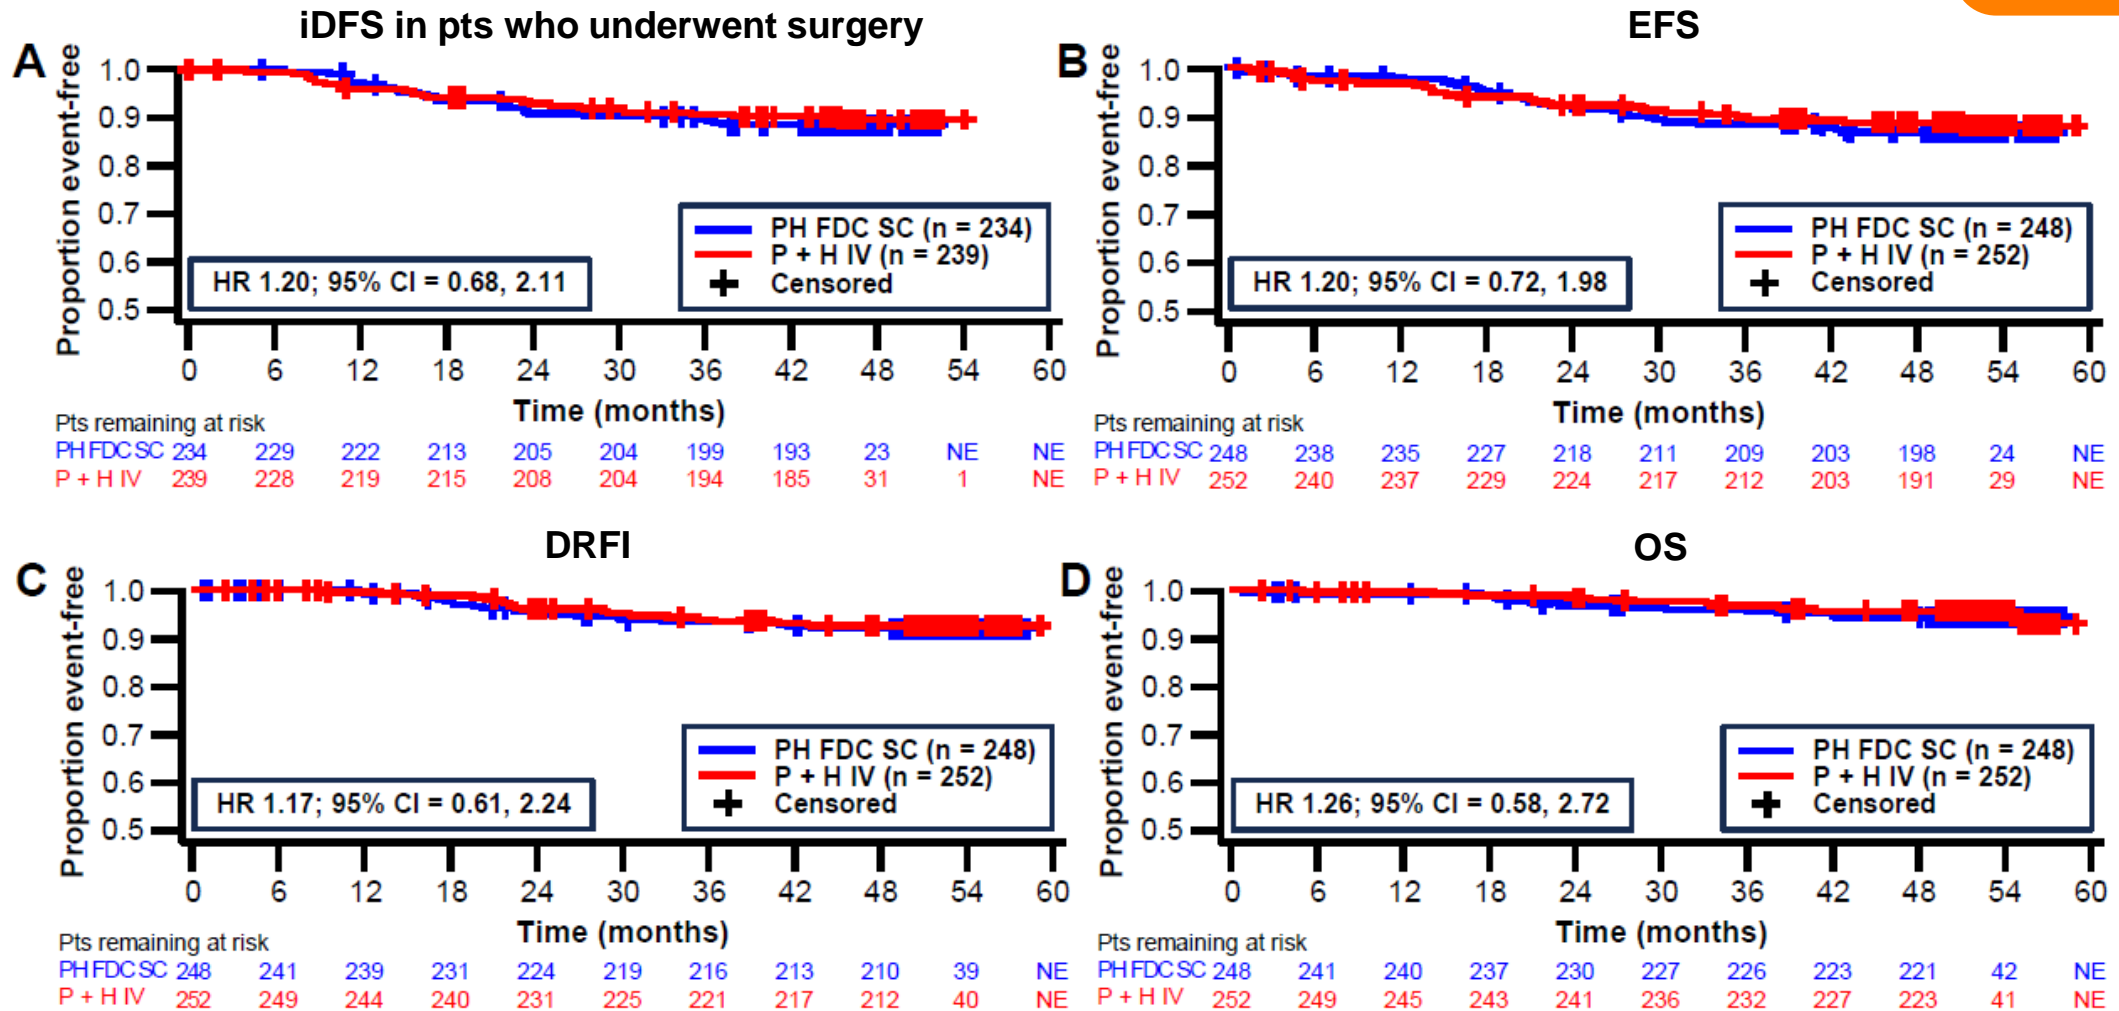 iDFS in pts who underwent surgery
A
Proportion event-free
1.0
0.9
0.8
0.7
0.6
0.5
PH FDC SC (n = 234)
P + H IV (n = 239)
Censored
HR 1.20; 95% CI = 0.68, 2.11
0 6 12 18 24 30 36 42 48 54 60
Time (months)
Pts remaining at risk
PH FDC SC 234 229 222 213 205 204 199 193 23 NE NE
P + H IV 239 228 219 215 208 204 194 185 31 1 NE
EFS
B
Proportion event-free
1.0
0.9
0.8
0.7
0.6
0.5
PH FDC SC (n = 248)
P + H IV (n = 252)
Censored
HR 1.20; 95% CI = 0.72, 1.98
0 6 12 18 24 30 36 42 48 54 60
Time (months)
Pts remaining at risk
PH FDC SC 248 238 235 227 218 211 209 203 198 24 NE
P + H IV 252 240 237 229 224 217 212 203 191 29 NE
DRFI
C
Proportion event-free
1.0
0.9
0.8
0.7
0.6
0.5
PH FDC SC (n = 248)
P + H IV (n = 252)
Censored
HR 1.17; 95% CI = 0.61, 2.24
0 6 12 18 24 30 36 42 48 54 60
Time (months)
Pts remaining at risk
PH FDC SC 248 241 239 231 224 219 216 213 210 39 NE
P + H IV 252 249 244 240 231 225 221 217 212 40 NE
OS
D
Proportion event-free
1.0
0.9
0.8
0.7
0.6
0.5
PH FDC SC (n = 248)
P + H IV (n = 252)
Censored
HR 1.26; 95% CI = 0.58, 2.72
0 6 12 18 24 30 36 42 48 54 60
Time (months)
Pts remaining at risk
PH FDC SC 248 241 240 237 230 227 226 223 221 42 NE
P + H IV 252 249 245 243 241 236 232 227 223 41 NE